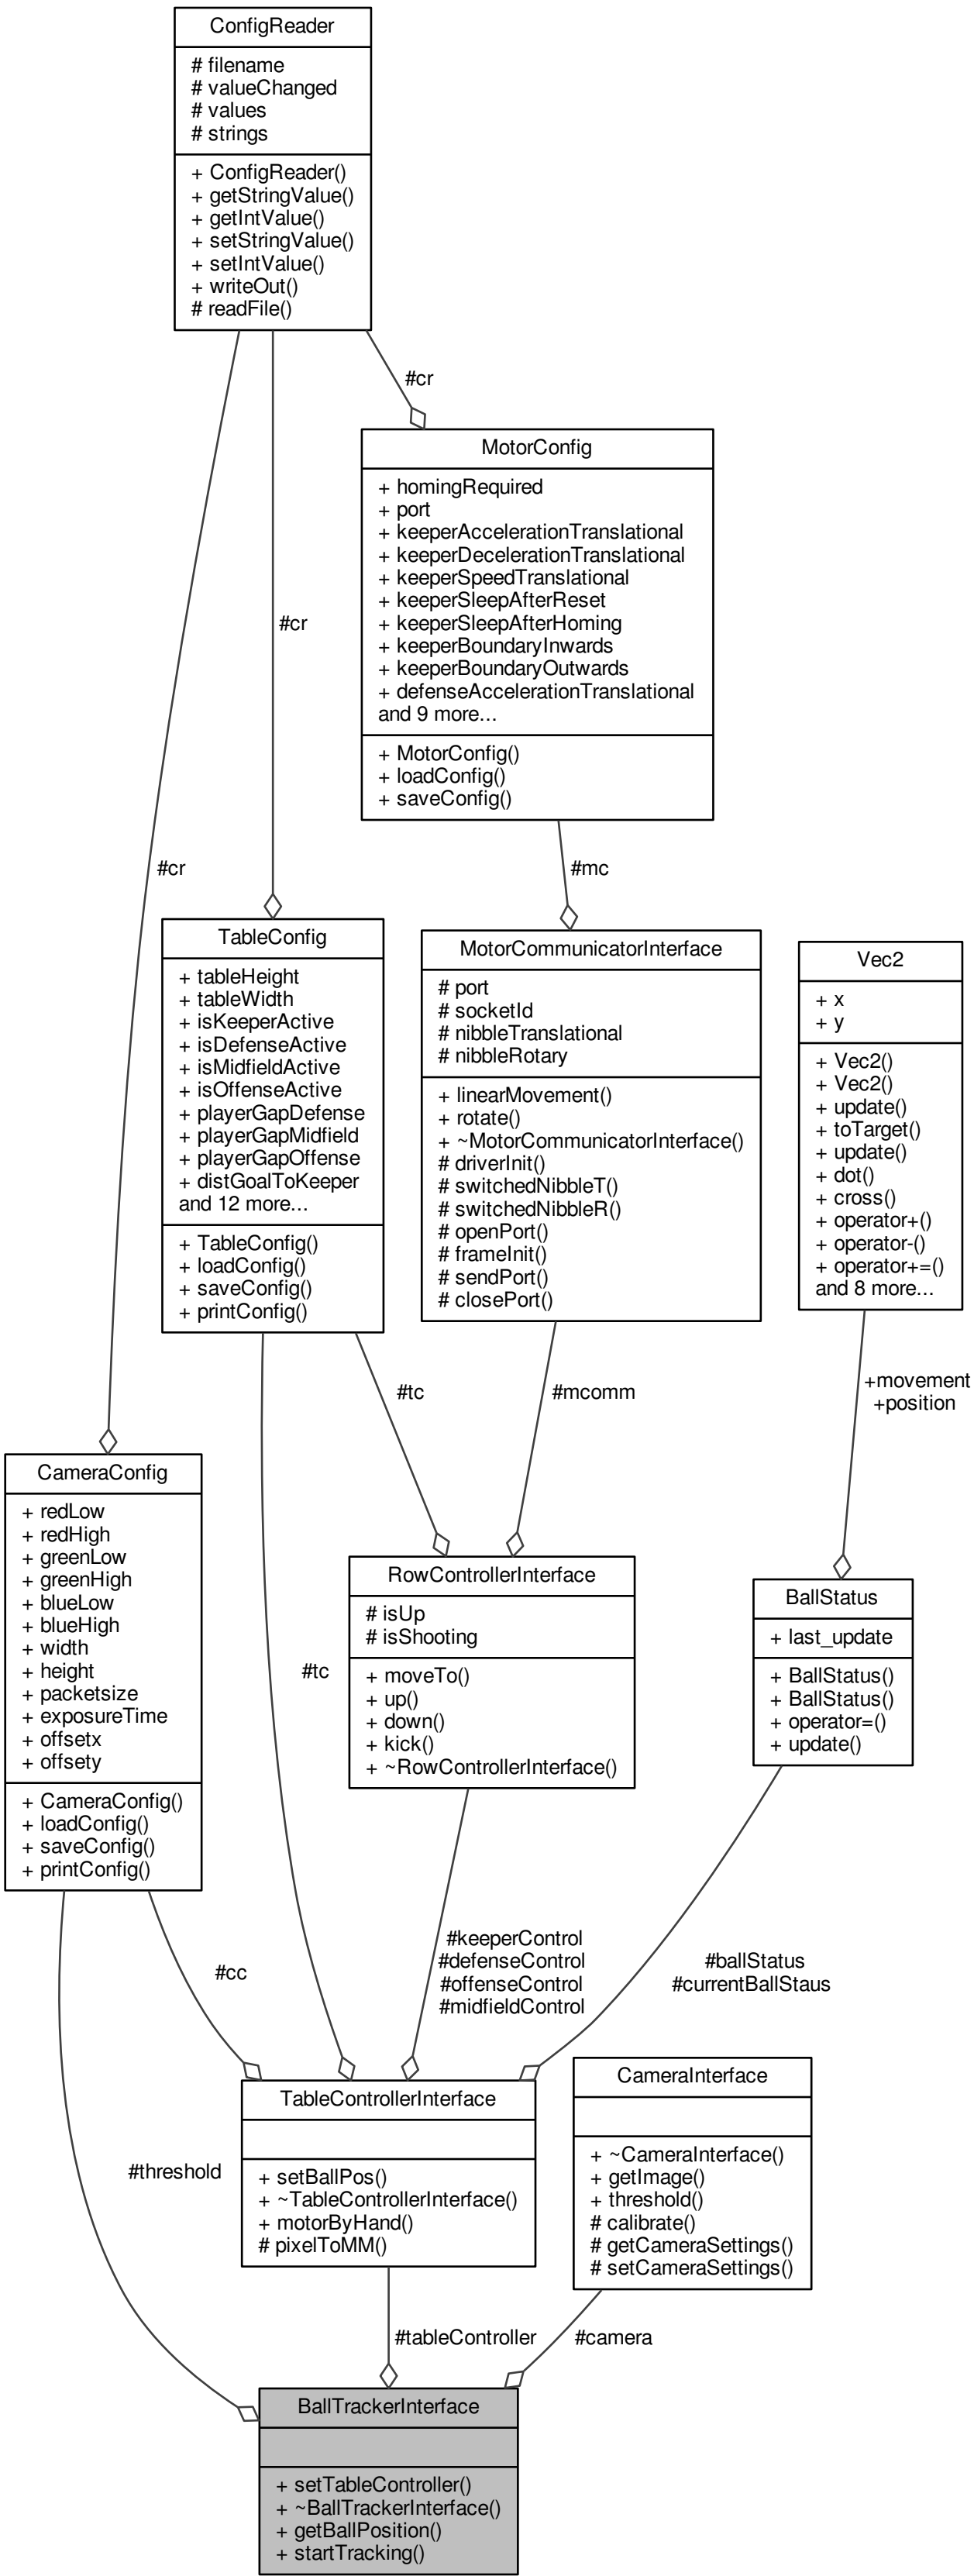 ConfigReader
# filename
# valueChanged
# values
# strings
+ ConfigReader()
+ getStringValue()
+ getIntValue()
+ setStringValue()
+ setIntValue()
+ writeOut()
# readFile()
#cr
MotorConfig
+ homingRequired
+ port
+ keeperAccelerationTranslational
+ keeperDecelerationTranslational
+ keeperSpeedTranslational
+ keeperSleepAfterReset
+ keeperSleepAfterHoming
+ keeperBoundaryInwards
+ keeperBoundaryOutwards
+ defenseAccelerationTranslational
and 9 more...
+ MotorConfig()
+ loadConfig()
+ saveConfig()
#cr
#cr
#mc
TableConfig
+ tableHeight
+ tableWidth
+ isKeeperActive
+ isDefenseActive
+ isMidfieldActive
+ isOffenseActive
+ playerGapDefense
+ playerGapMidfield
+ playerGapOffense
+ distGoalToKeeper
and 12 more...
+ TableConfig()
+ loadConfig()
+ saveConfig()
+ printConfig()
MotorCommunicatorInterface
# port
# socketId
# nibbleTranslational
# nibbleRotary
+ linearMovement()
+ rotate()
+ ~MotorCommunicatorInterface()
# driverInit()
# switchedNibbleT()
# switchedNibbleR()
# openPort()
# frameInit()
# sendPort()
# closePort()
Vec2
+ x
+ y
+ Vec2()
+ Vec2()
+ update()
+ toTarget()
+ update()
+ dot()
+ cross()
+ operator+()
+ operator-()
+ operator+=()
and 8 more...
#tc
#mcomm
+movement
+position
CameraConfig
+ redLow
+ redHigh
+ greenLow
+ greenHigh
+ blueLow
+ blueHigh
+ width
+ height
+ packetsize
+ exposureTime
+ offsetx
+ offsety
+ CameraConfig()
+ loadConfig()
+ saveConfig()
+ printConfig()
#tc
RowControllerInterface
# isUp
# isShooting
+ moveTo()
+ up()
+ down()
+ kick()
+ ~RowControllerInterface()
BallStatus
+ last_update
+ BallStatus()
+ BallStatus()
+ operator=()
+ update()
#cc
#keeperControl
#defenseControl
#offenseControl
#midfieldControl
#ballStatus
#currentBallStaus
TableControllerInterface
+ setBallPos()
+ ~TableControllerInterface()
+ motorByHand()
# pixelToMM()
CameraInterface
+ ~CameraInterface()
+ getImage()
+ threshold()
# calibrate()
# getCameraSettings()
# setCameraSettings()
#threshold
#tableController
#camera
BallTrackerInterface
+ setTableController()
+ ~BallTrackerInterface()
+ getBallPosition()
+ startTracking()